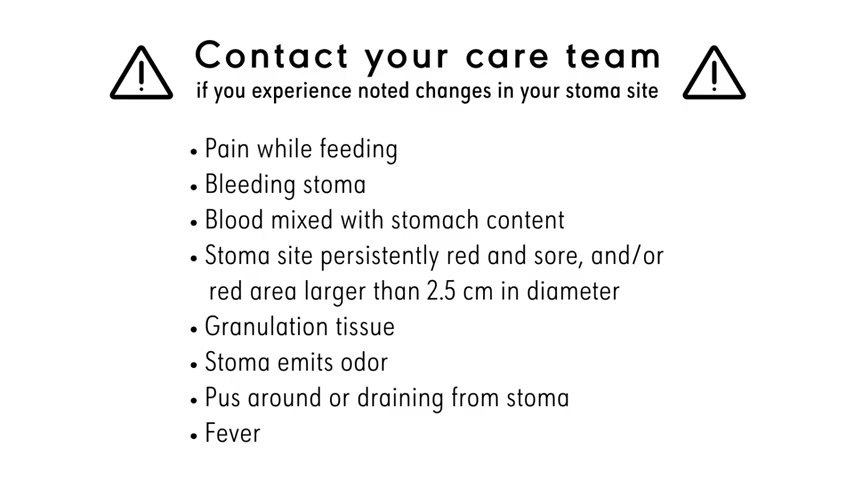 Contact your care team
if you experience noted changes in your stoma site
• Pain while feeding
• Bleeding stoma
• Blood mixed with stomach content
• Stoma site persistently red and sore, and/or
red area larger than 2.5 cm in diameter
• Granulation tissue
• Stoma emits odor
• Pus around or draining from stoma
• Fever